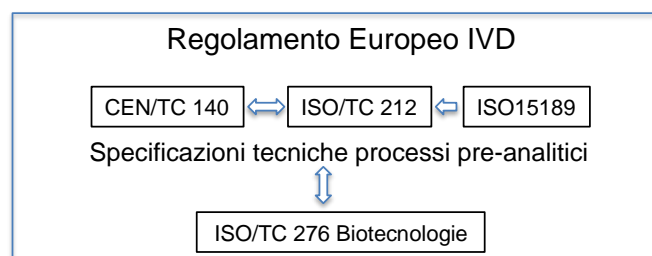 Regolamento Europeo IVD
CEN/TC 140 ISO/TC 212 ISO15189
Specificazioni tecniche processi pre-analitici
ISO/TC 276 Biotecnologie